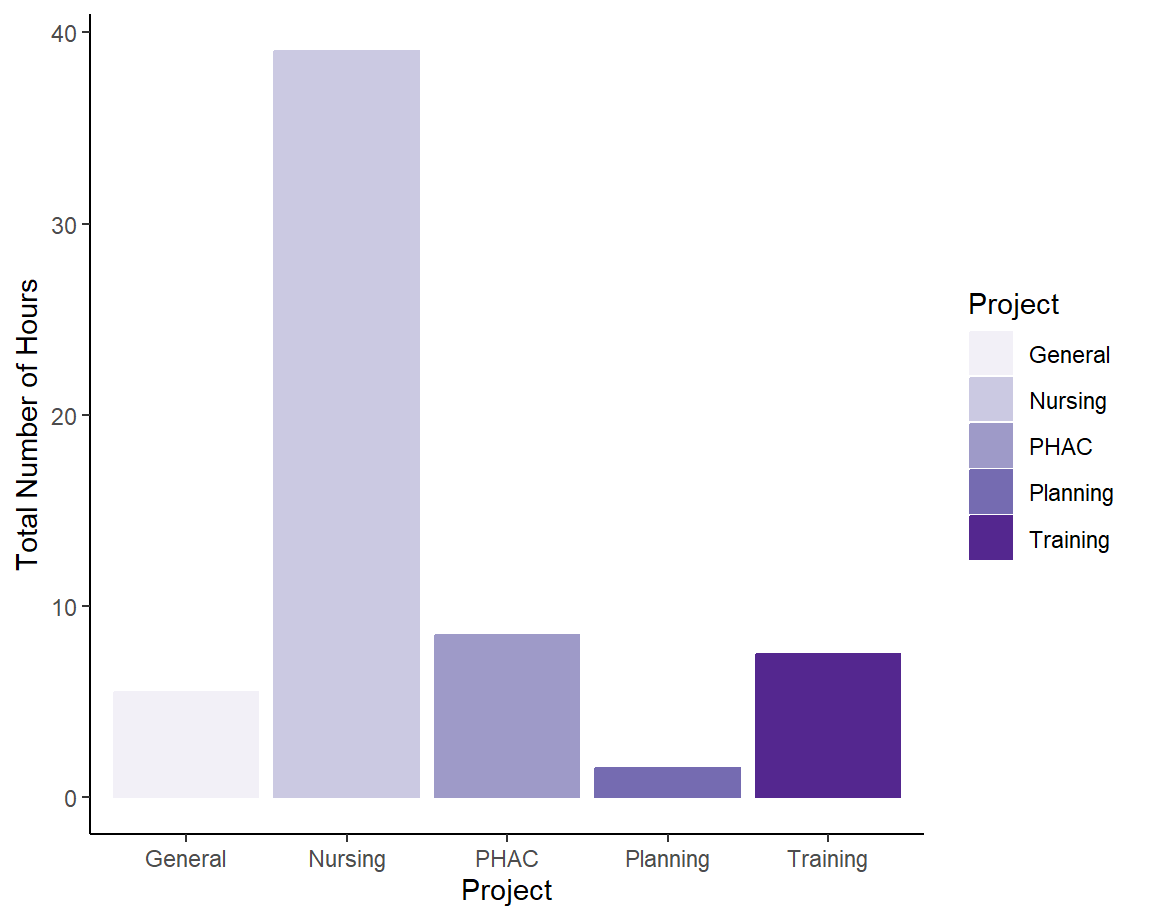 40
30
20
10
0
Total Number of Hours
General
Nursing
PHAC
Planning
Training
Project
Project
General
Nursing
PHAC
Planning
Training